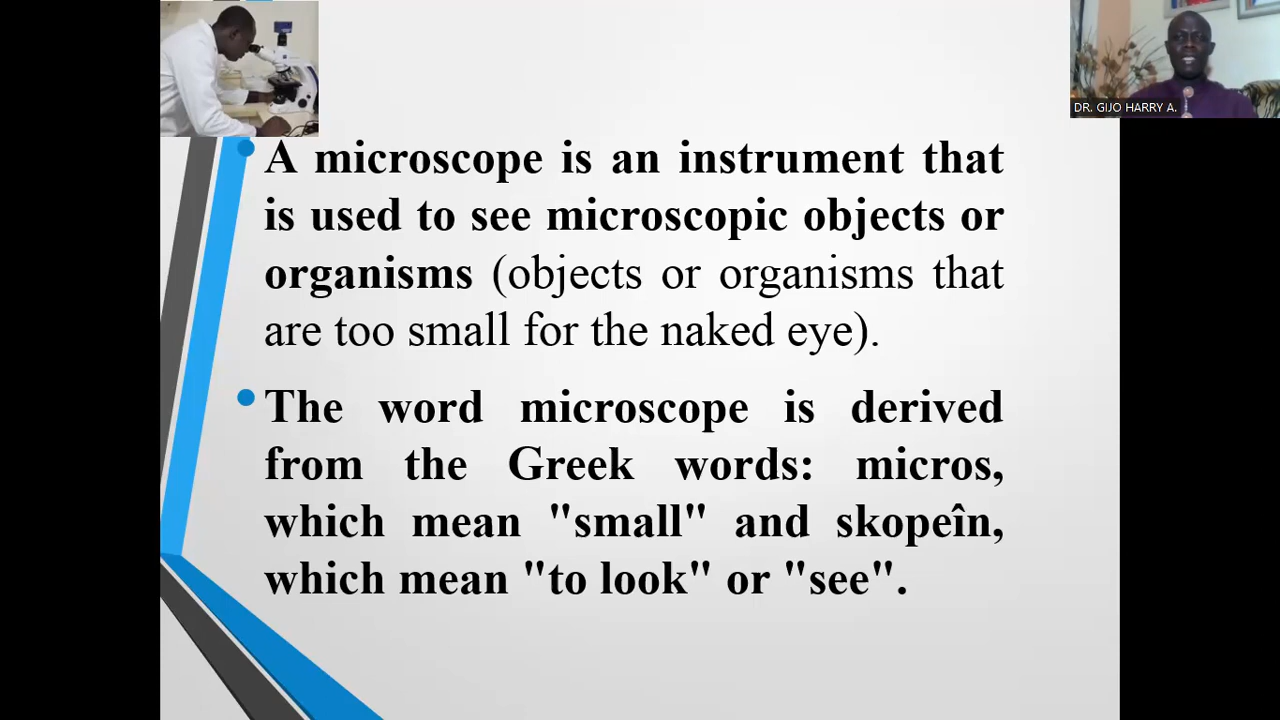 DR. GIJO HARRY A.
A microscope is an instrument that
is used to see microscopic objects or
organisms (objects or organisms that
are too small for the naked eye).
The word microscope is derived
from the Greek words: micros,
which mean "small" and skopeîn,
which mean "to look" or "see".